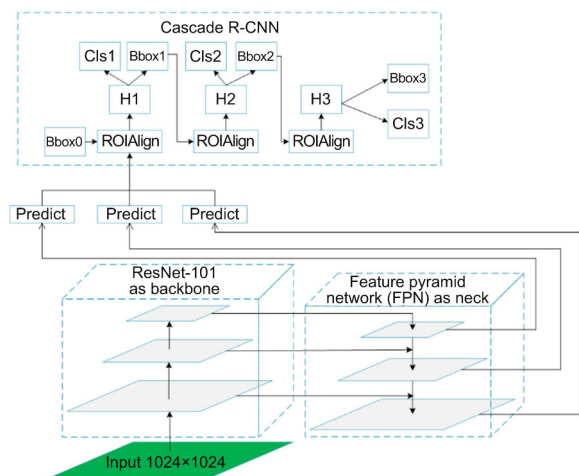 Cascade R-CNN
Cls1
Bbox1
Cls2
Bbox2
Bbox3
H1
H2
H3
Cls3
Bbox0
ROIAlign
ROIAlign
ROIAlign
Predict
Predict
Predict
ResNet-101
as backbone
Feature pyramid
network (FPN) as neck
Input 1024×1024